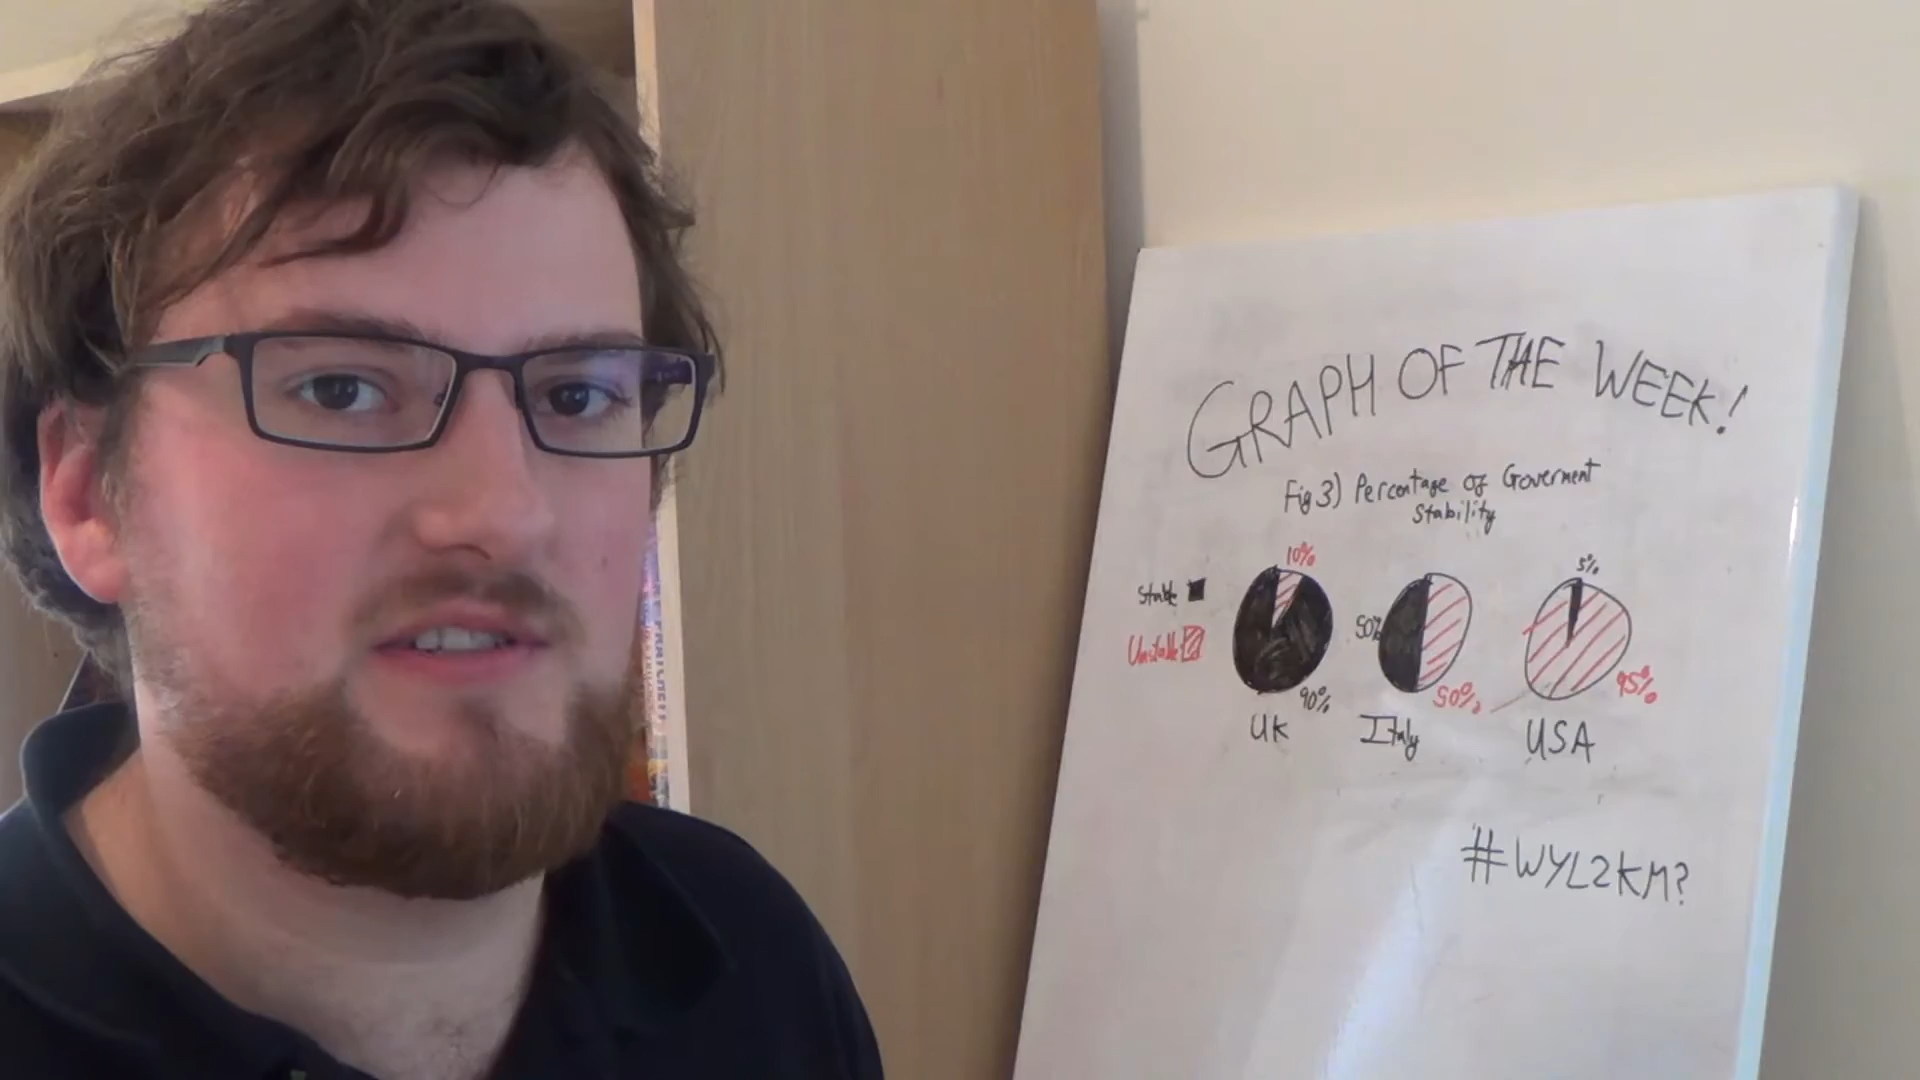 GRAPH OF THE WEEK!
Fig 3) Percentage of Goverment
Stability
Stable
Unstable
10%
90%
UK
50%
50%
Italy
5%
95%
USA
#WYL2KM?